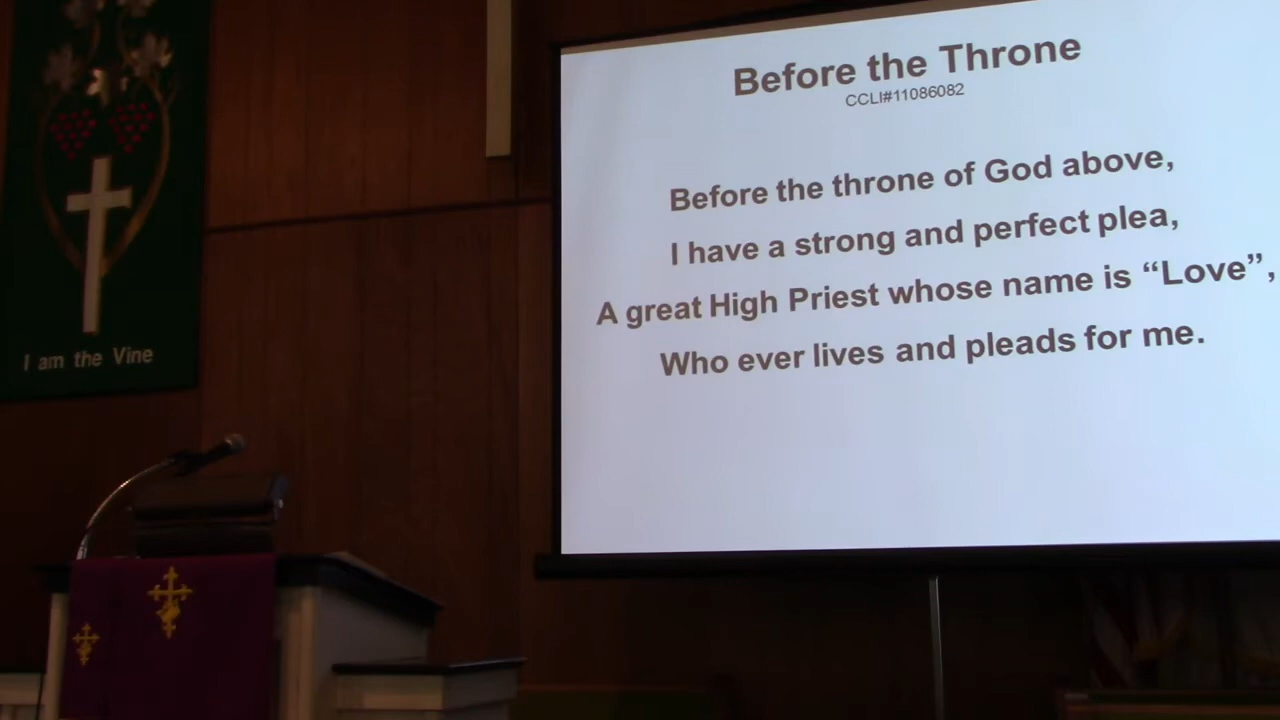 Before the Throne
CCLI#11086082
Before the throne of God above,
I have a strong and perfect plea,
A great High Priest whose name is “Love”,
Who ever lives and pleads for me.
I am the Vine